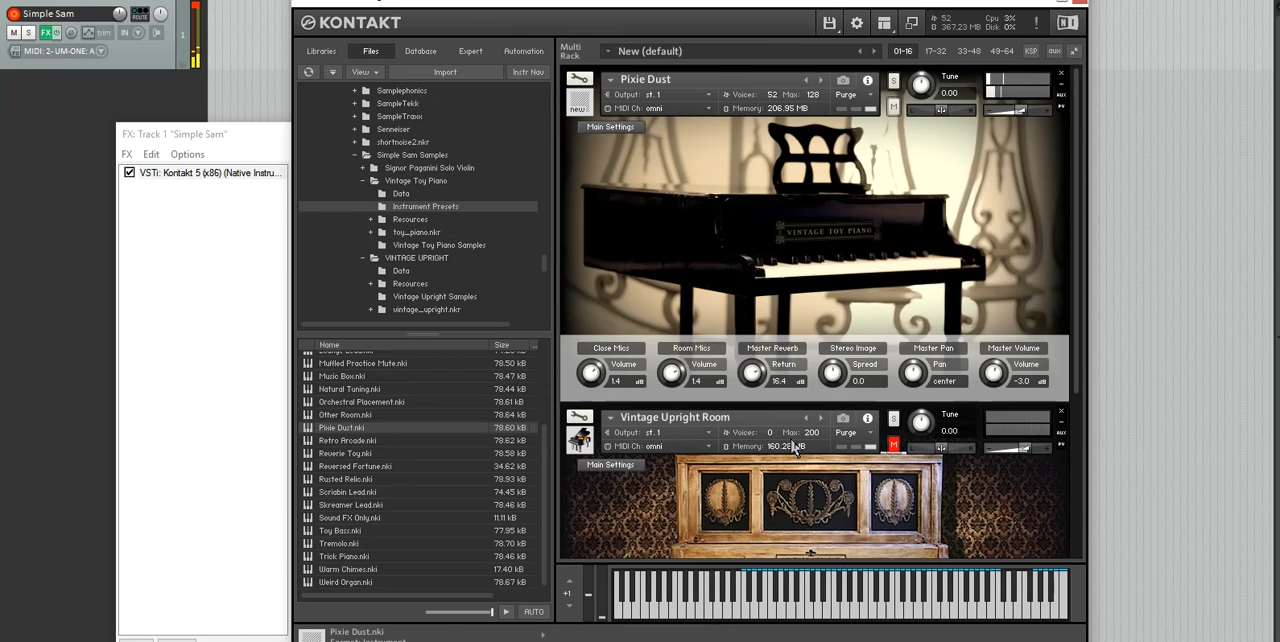 Simple Sam
ROUTE
M S FX trim IN
MIDI: 2- UM-ONE: A
1
FX: Track 1 "Simple Sam"
FX Edit Options
VSTi: Kontakt 5 (x86) (Native Instru...
KONTAKT
52
367.23 MB
Cpu 3%
Disk 0%
!
Libraries Files Database Expert Automation
View Import Instr Nav
Samplephonics
SampleTekk
SampleTraxx
Senneiser
shortnoise2.nkr
Simple Sam Samples
Signor Paganini Solo Violin
Vintage Toy Piano
Data
Instrument Presets
Resources
toy_piano.nkr
Vintage Toy Piano Samples
VINTAGE UPRIGHT
Data
Resources
Vintage Upright Samples
vintage_upright.nkr
Name Size ...
Muffled Practice Mute.nki 78.50 kB
Music Box.nki 78.47 kB
Natural Tuning.nki 78.44 kB
Orchestral Placement.nki 78.61 kB
Other Room.nki 78.64 kB
Pixie Dust.nki 78.60 kB
Retro Arcade.nki 78.62 kB
Reverie Toy.nki 78.58 kB
Reversed Fortune.nki 34.62 kB
Rusted Relic.nki 78.93 kB
Scriabin Lead.nki 74.45 kB
Skreamer Lead.nki 78.46 kB
Sound FX Only.nki 11.11 kB
Toy Bass.nki 77.95 kB
Tremolo.nki 78.70 kB
Trick Piano.nki 78.46 kB
Warm Chimes.nki 17.40 kB
Weird Organ.nki 78.67 kB
AUTO
Pixie Dust.nki
Multi Rack
New (default)
01-16 17-32 33-48 49-64 KSP aux
Pixie Dust
new
Output: st. 1 Voices: 52 Max: 128 Purge
MIDI Ch: omni Memory: 206.95 MB
S
M
Tune
0.00
AUX
PV
Main Settings
VINTAGE TOY PIANO
Close Mics Room Mics Master Reverb Stereo Image Master Pan Master Volume
Volume Volume Return Spread Pan Volume
1.4 dB 1.4 dB 16.4 dB 0.0 center -3.0 dB
Vintage Upright Room
Output: st. 1 Voices: 0 Max: 200 Purge
MIDI Ch: omni Memory:
S
M
Tune
0.00
AUX
PV
Main Settings
+1